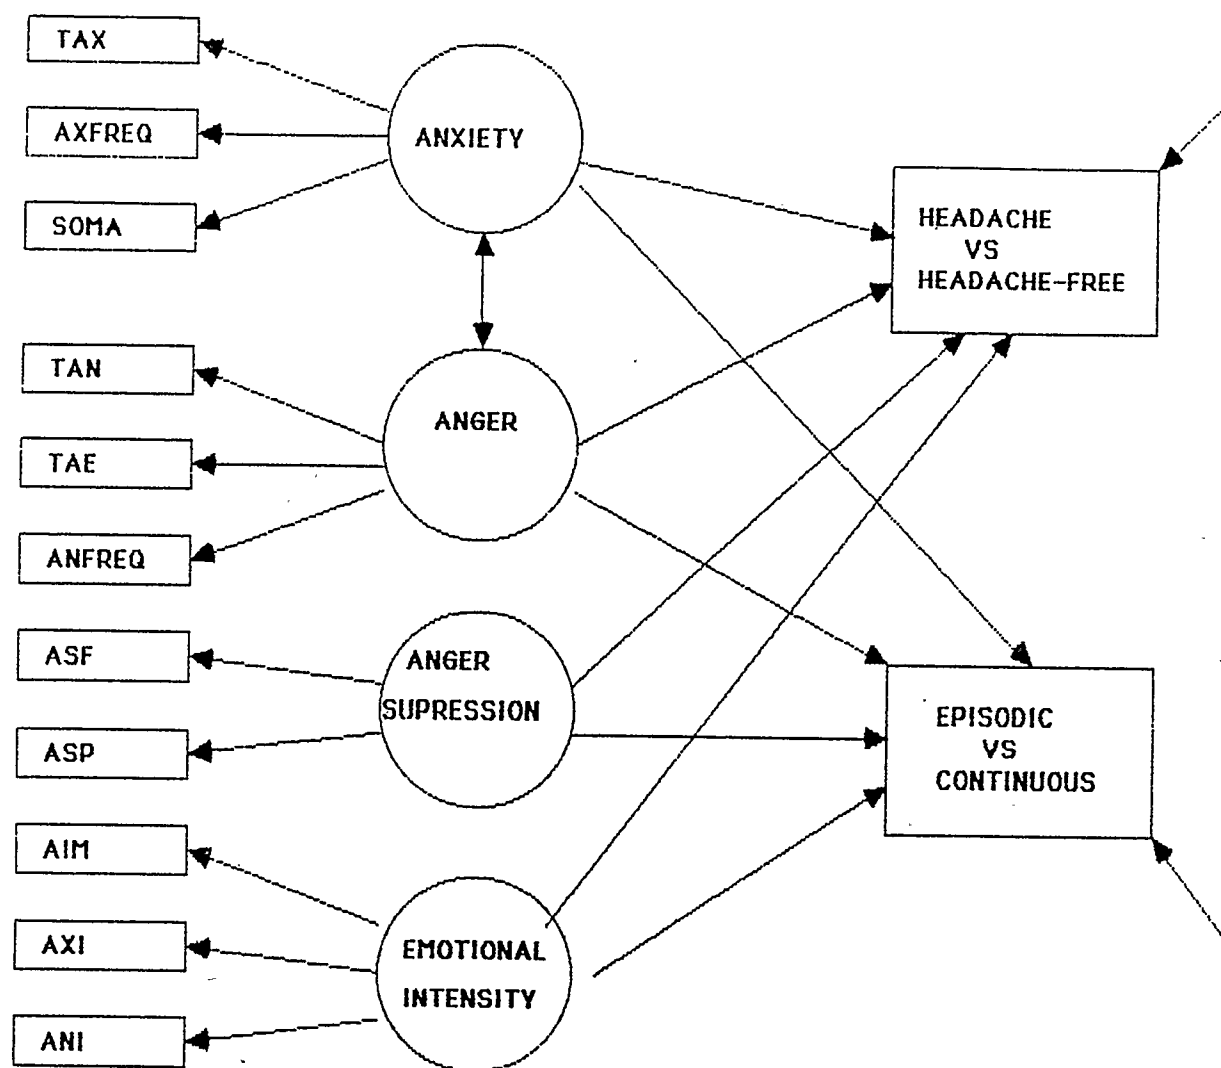 TAX
AXFREQ
SOMA
TAN
TAE
ANFREQ
ASF
ASP
AIM
AXI
ANI
ANXIETY
ANGER
ANGER
SUPRESSION
EMOTIONAL
INTENSITY
HEADACHE
VS
HEADACHE-FREE
EPISODIC
VS
CONTINUOUS